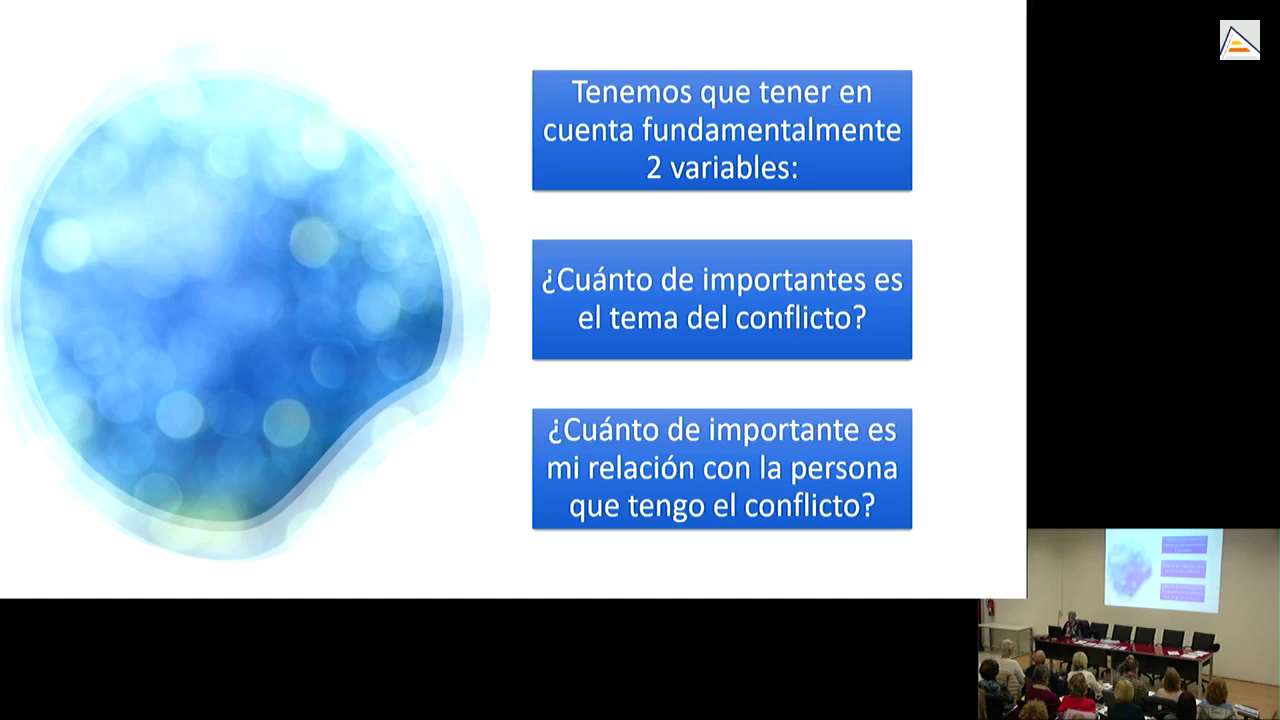 Tenemos que tener en
cuenta fundamentalmente
2 variables:
¿Cuánto de importantes es
el tema del conflicto?
¿Cuánto de importante es
mi relación con la persona
que tengo el conflicto?